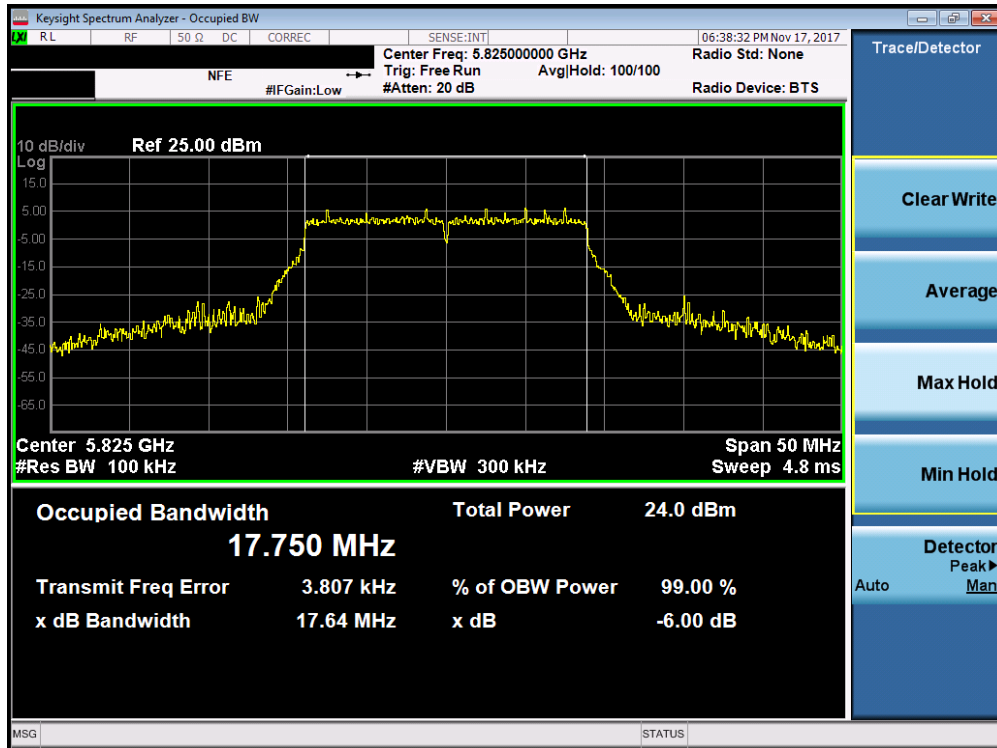 Keysight Spectrum Analyzer - Occupied BW
LXI RL RF 50 Ω DC CORREC SENSE:INT 06:38:32 PM Nov 17, 2017
Center Freq: 5.825000000 GHz Radio Std: None
NFE Trig: Free Run Avg|Hold: 100/100
#IFGain:Low #Atten: 20 dB Radio Device: BTS
10 dB/div Ref 25.00 dBm
Log
15.0
5.00
-5.00
-15.0
-25.0
-35.0
-45.0
-55.0
-65.0
Center 5.825 GHz Span 50 MHz
#Res BW 100 kHz #VBW 300 kHz Sweep 4.8 ms
Occupied Bandwidth Total Power 24.0 dBm
17.750 MHz
Transmit Freq Error 3.807 kHz % of OBW Power 99.00 %
x dB Bandwidth 17.64 MHz x dB -6.00 dB
MSG STATUS
Trace/Detector
Clear Write
Average
Max Hold
Min Hold
Detector
Peak▶
Auto Man